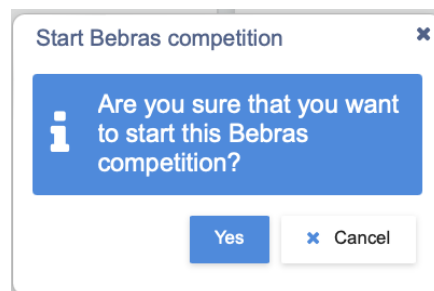 Start Bebras competition
Are you sure that you want
to start this Bebras
competition?
Yes
Cancel